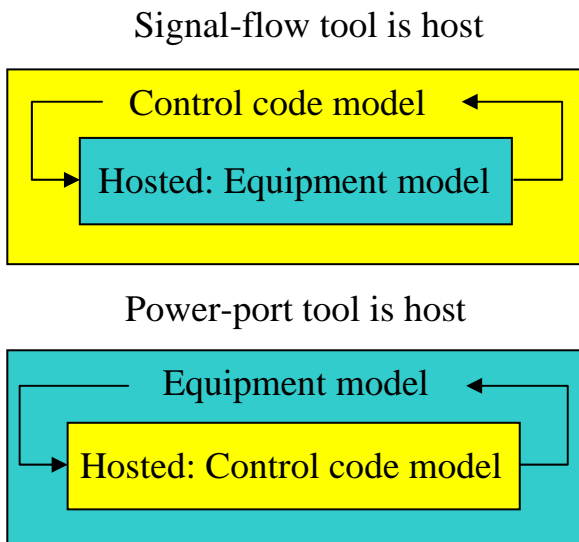 Signal-flow tool is host
Control code model
Hosted: Equipment model
Power-port tool is host
Equipment model
Hosted: Control code model